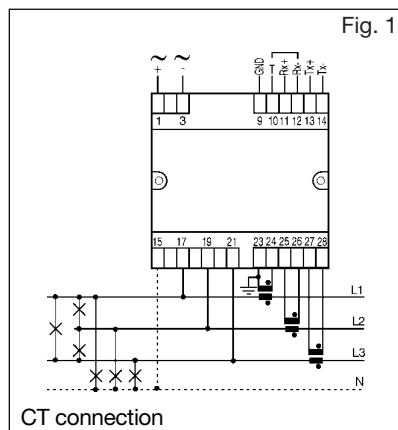 Fig. 1
~ ~
+ -
GND T Rx+ Rx- Tx+ Tx-
1 3 9 10 11 12 13 14
15 17 19 21 23 24 25 26 27 28
L1
L2
L3
N
CT connection